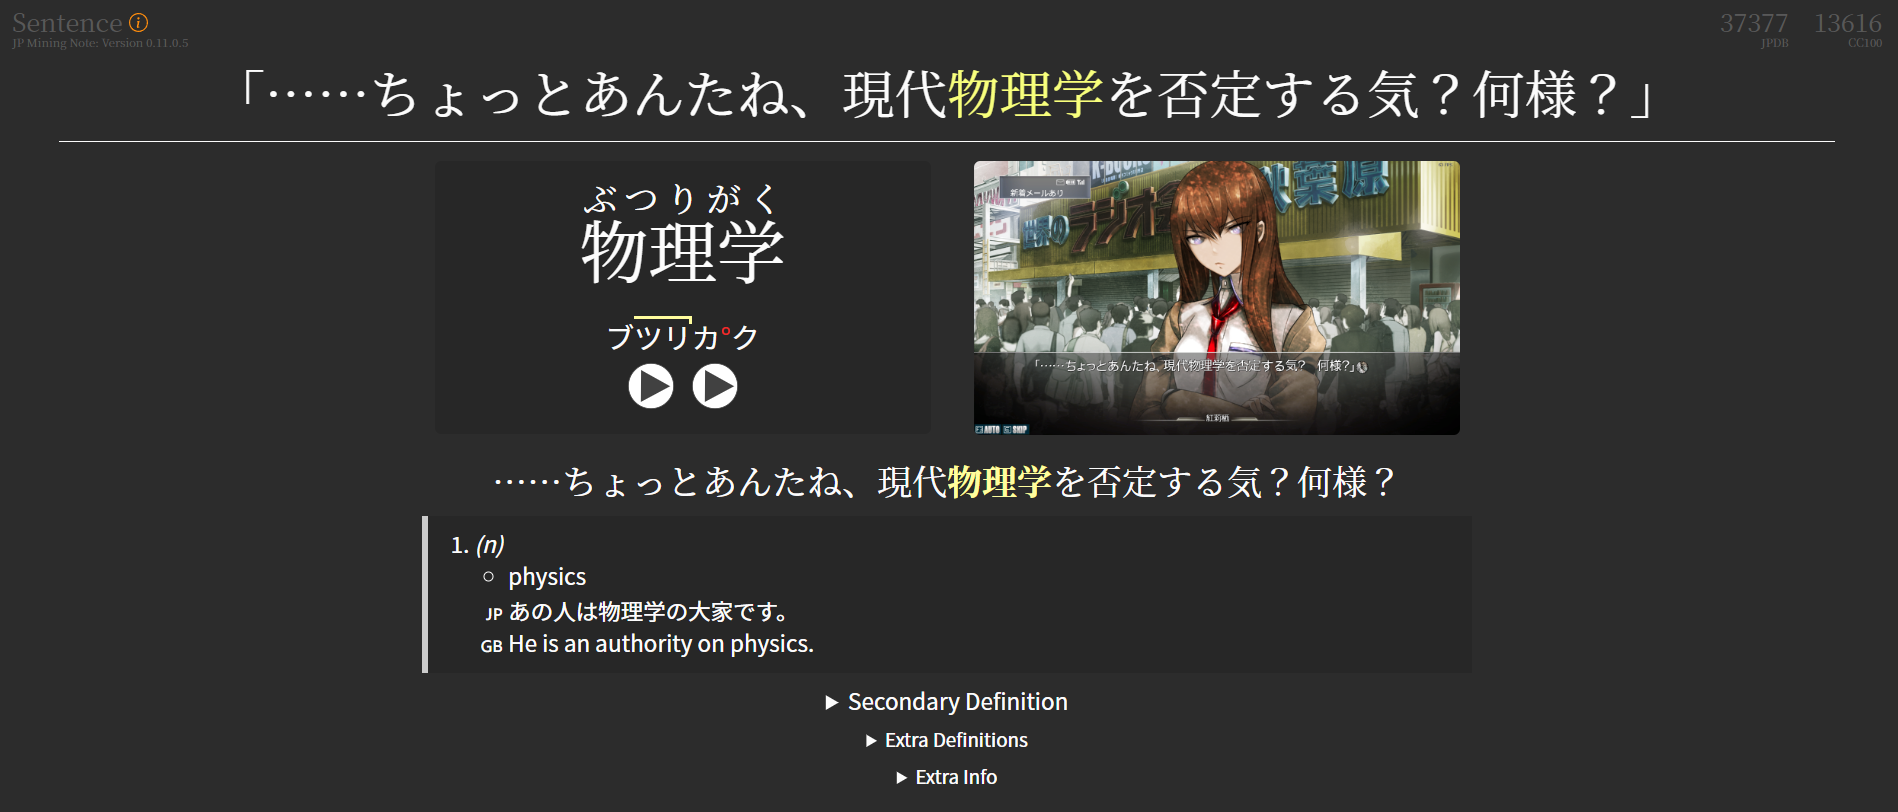 Sentence
37377 13616
JP Mining Note: Version 0.11.0.5
JPDB CC100
「……ちょっとあんたね、現代物理学を否定する気？何様？」
ぶつりがく
物理学
ブツリカ°ク
K-BOOKS
新着メールあり
世界の
ラジオ会
秋葉原
「……ちょっとあんたね、現代物理学を否定する気？　何様？」
紅莉栖
AUTO SKIP
……ちょっとあんたね、現代物理学を否定する気？何様？
1. (n)
○ physics
JP あの人は物理学の大家です。
GB He is an authority on physics.
▶ Secondary Definition
▶ Extra Definitions
▶ Extra Info